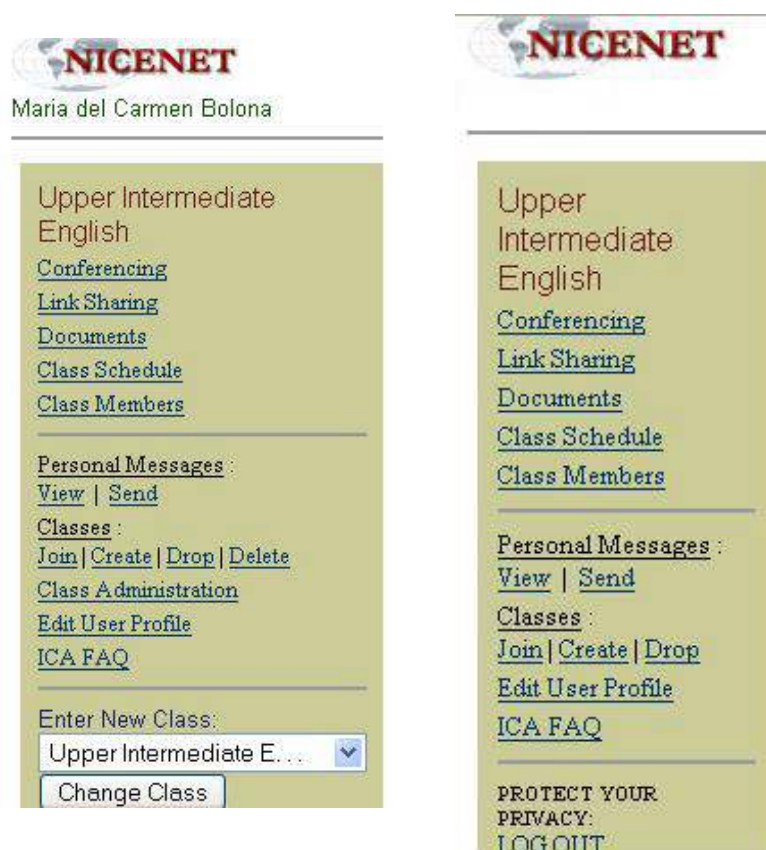 NICENET
Maria del Carmen Bolona
Upper Intermediate
English
Conferencing
Link Sharing
Documents
Class Schedule
Class Members
Personal Messages :
View | Send
Classes :
Join | Create | Drop | Delete
Class Administration
Edit User Profile
ICA FAQ
Enter New Class:
Upper Intermediate E. . .
Change Class
NICENET
Upper
Intermediate
English
Conferencing
Link Sharing
Documents
Class Schedule
Class Members
Personal Messages :
View | Send
Classes :
Join | Create | Drop
Edit User Profile
ICA FAQ
PROTECT YOUR
PRIVACY:
LOG OUT